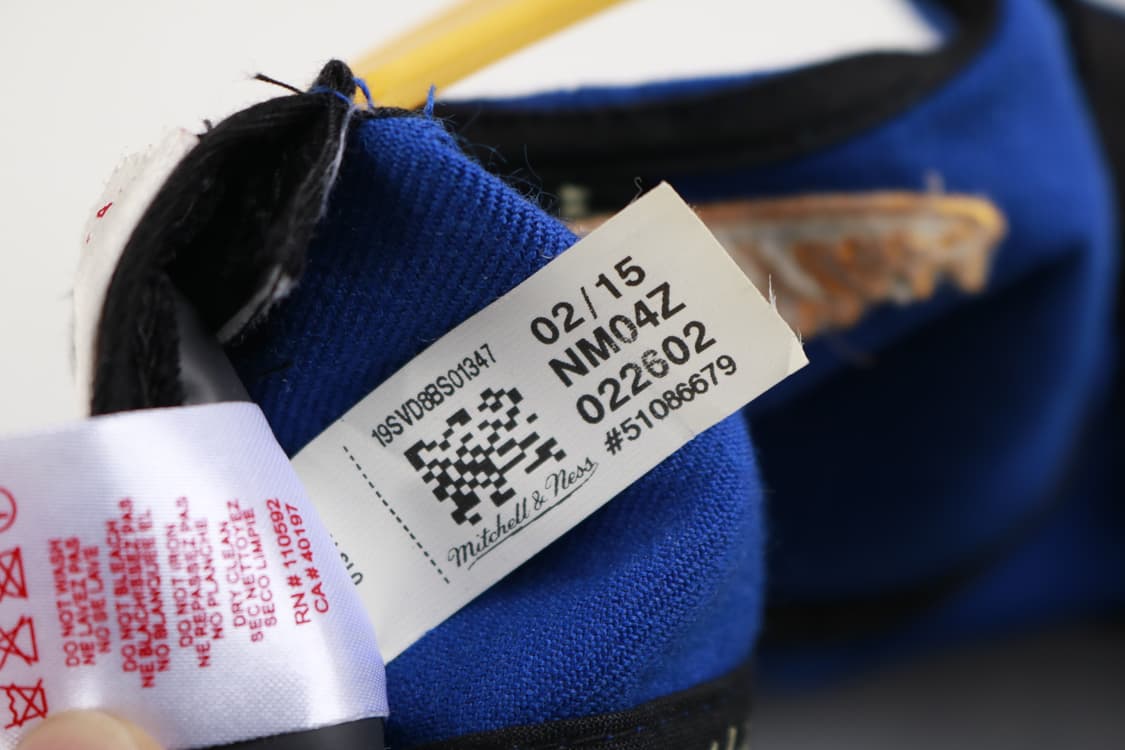 02/15
NM04Z
022602
#51086679
19SVD8BS01347
Mitchell & Ness
DO NOT WASH
NE LAVEZ PAS
NO SE LAVE
DO NOT BLEACH
NE BLANCHISSEZ PAS
NO BLANQUEE EL
DO NOT IRON
NE REPASSEZ PAS
NO PLANCHE
DRY CLEAN
SEC NETTOYEZ
SECO LIMPIE
RN # 110592
CA# 40197